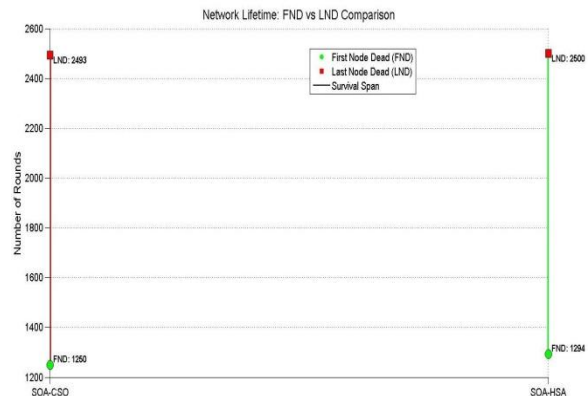 Network Lifetime: FND vs LND Comparison
2800
2600
2400
2200
2000
1800
1600
1400
1200
Number of Rounds
LND: 2493
FND: 1250
First Node Dead (FND)
Last Node Dead (LND)
Survival Span
LND: 2500
FND: 1294
SOA-CSO
SOA-HSA